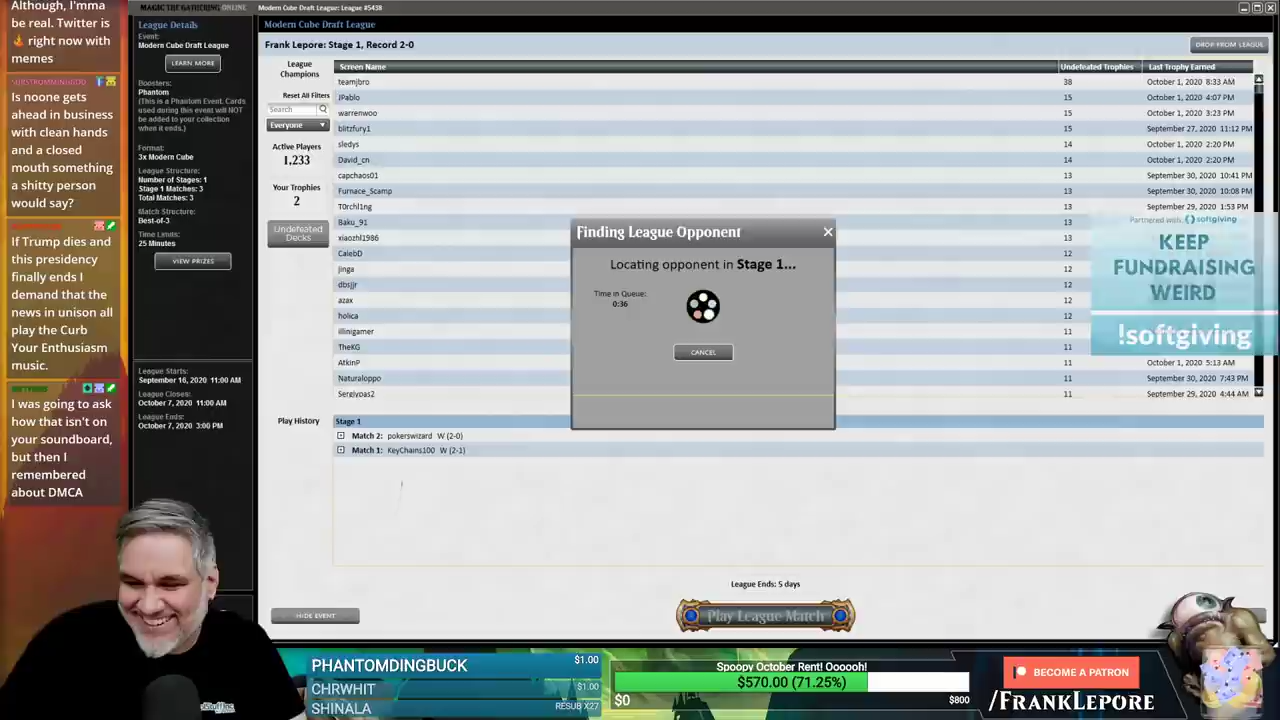 Although, I'mma
be real. Twitter is
🔥 right now with
memes
Is noone gets
ahead in business
with clean hands
and a closed
mouth something
a shitty person
would say?
If Trump dies and
this presidency
finally ends I
demand that the
news in unison all
play the Curb
Your Enthusiasm
music.
I was going to ask
how that isn't on
your soundboard,
but then I
remembered
about DMCA
MAGIC THE GATHERING ONLINE
Modern Cube Draft League: League #5438
League Details
Event:
Modern Cube Draft League
LEARN MORE
Boosters:
Phantom
(This is a Phantom Event. Cards
used during this event will NOT
be added to your collection
when it ends.)
Format:
3x Modern Cube
League Structure:
Number of Stages: 1
Stage 1 Matches: 3
Total Matches: 3
Match Structure:
Best-of-3
Time Limits:
25 Minutes
VIEW PRIZES
League Starts:
September 16, 2020 11:00 AM
League Closes:
October 7, 2020 11:00 AM
League Ends:
October 7, 2020 3:00 PM
Modern Cube Draft League
Frank Lepore: Stage 1, Record 2-0
DROP FROM LEAGUE
League
Champions
Reset All Filters
Search
Everyone
Active Players
1,233
Your Trophies
2
Undefeated
Decks
Screen Name Undefeated Trophies Last Trophy Earned
teamjbro 38 October 1, 2020 8:33 AM
JPablo 15 October 1, 2020 4:07 PM
warrenwoo 15 October 1, 2020 3:23 PM
blitzfury1 15 September 27, 2020 11:12 PM
sledys 14 October 1, 2020 2:20 PM
David_cn 14 October 1, 2020 2:20 PM
capchaos01 13 September 30, 2020 10:41 PM
Furnace_Scamp 13 September 30, 2020 10:08 PM
T0rchl1ng 13 September 29, 2020 1:53 PM
Baku_91 13
xiaozhl1986 13
CalebD 12
Jinga 12
dbsjjr 12
azax 12
holica 12
illinigamer 11
TheKG 11
AtkinP 11 October 1, 2020 5:13 AM
Naturaloppo 11 September 30, 2020 7:43 PM
Sergiypas2 11 September 29, 2020 4:44 AM
Finding League Opponent
Locating opponent in Stage 1...
Time in Queue:
0:36
CANCEL
Partnered with: softgiving
KEEP
FUNDRAISING
WEIRD
!softgiving
Play History
Stage 1
Match 2: pokerswizard W (2-0)
Match 1: KeyChains100 W (2-1)
League Ends: 5 days
HIDE EVENT
Play League Match
PHANTOMDINGBUCK $1.00
CHRWHIT $1.00
SHINALA RESUB X27
Spoopy October Rent! Oooooh!
$570.00 (71.25%)
$0 $800
BECOME A PATRON
/FRANKLEPORE